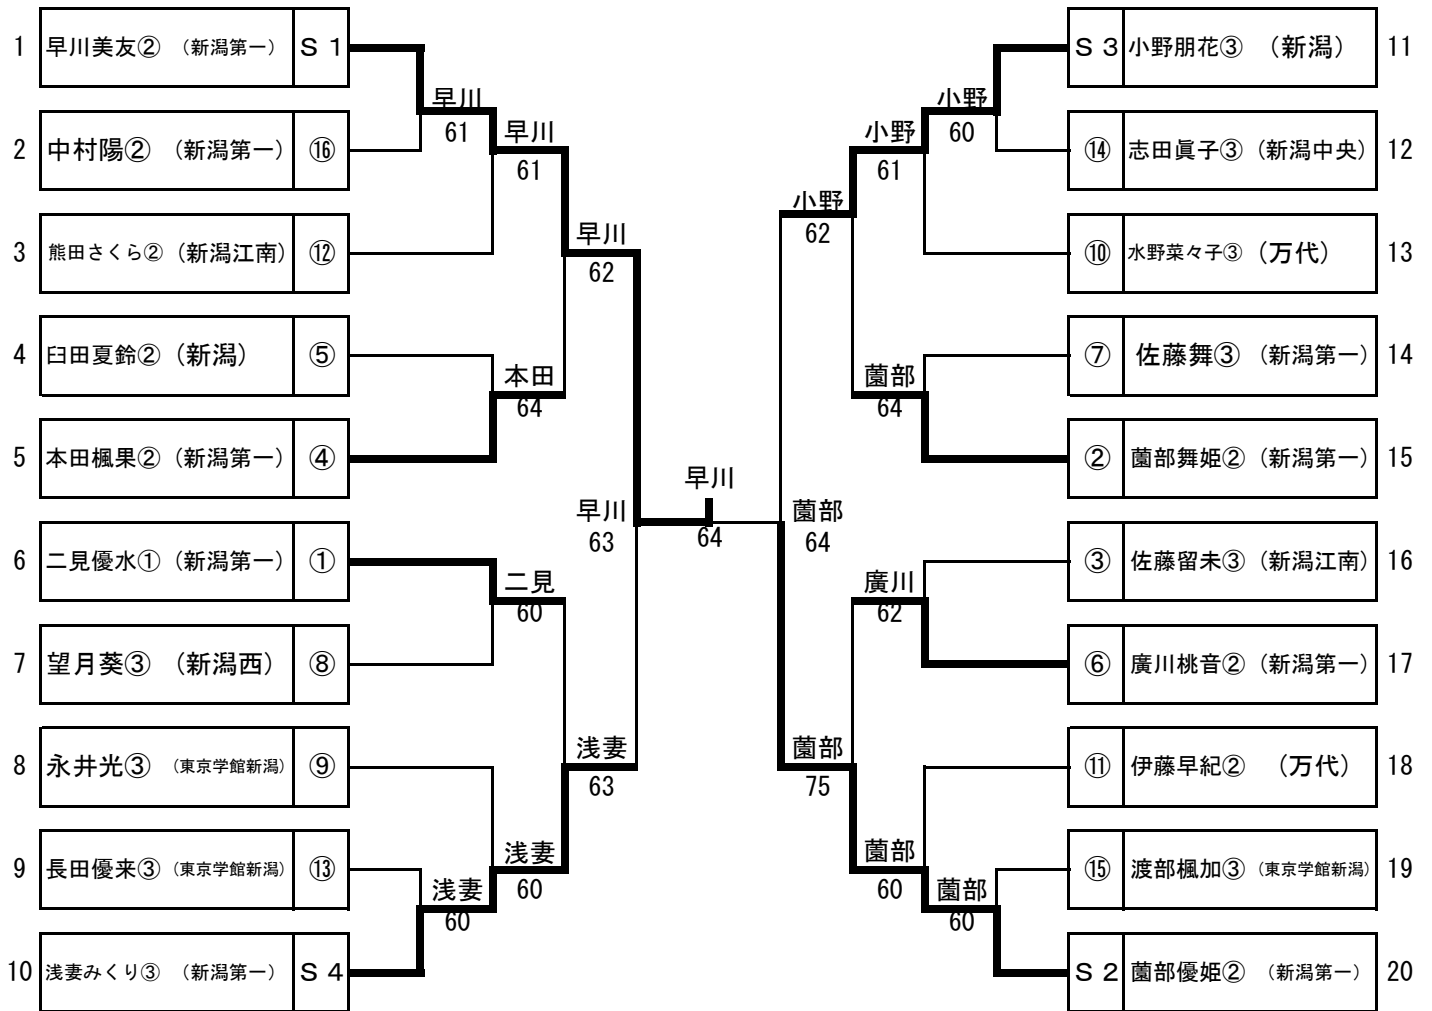 1 早川美友② （新潟第一） S 1
2 中村陽② （新潟第一） ⑯
3 熊田さくら② （新潟江南） ⑫
4 臼田夏鈴② （新潟） ⑤
5 本田楓果② （新潟第一） ④
6 二見優水① （新潟第一） ①
7 望月葵③ （新潟西） ⑧
8 永井光③ （東京学館新潟） ⑨
9 長田優来③ （東京学館新潟） ⑬
10 浅妻みくり③ （新潟第一） S 4
早川
61
早川
61
早川
62
本田
64
早川
63
二見
60
浅妻
63
浅妻
60
浅妻
60
早川
64
小野
60
小野
61
小野
62
薗部
64
薗部
64
廣川
62
薗部
75
薗部
60
薗部
60
S 3 小野朋花③ （新潟） 11
⑭ 志田眞子③ （新潟中央） 12
⑩ 水野菜々子③ （万代） 13
⑦ 佐藤舞③ （新潟第一） 14
② 薗部舞姫② （新潟第一） 15
③ 佐藤留未③ （新潟江南） 16
⑥ 廣川桃音② （新潟第一） 17
⑪ 伊藤早紀② （万代） 18
⑮ 渡部楓加③ （東京学館新潟） 19
S 2 薗部優姫② （新潟第一） 20